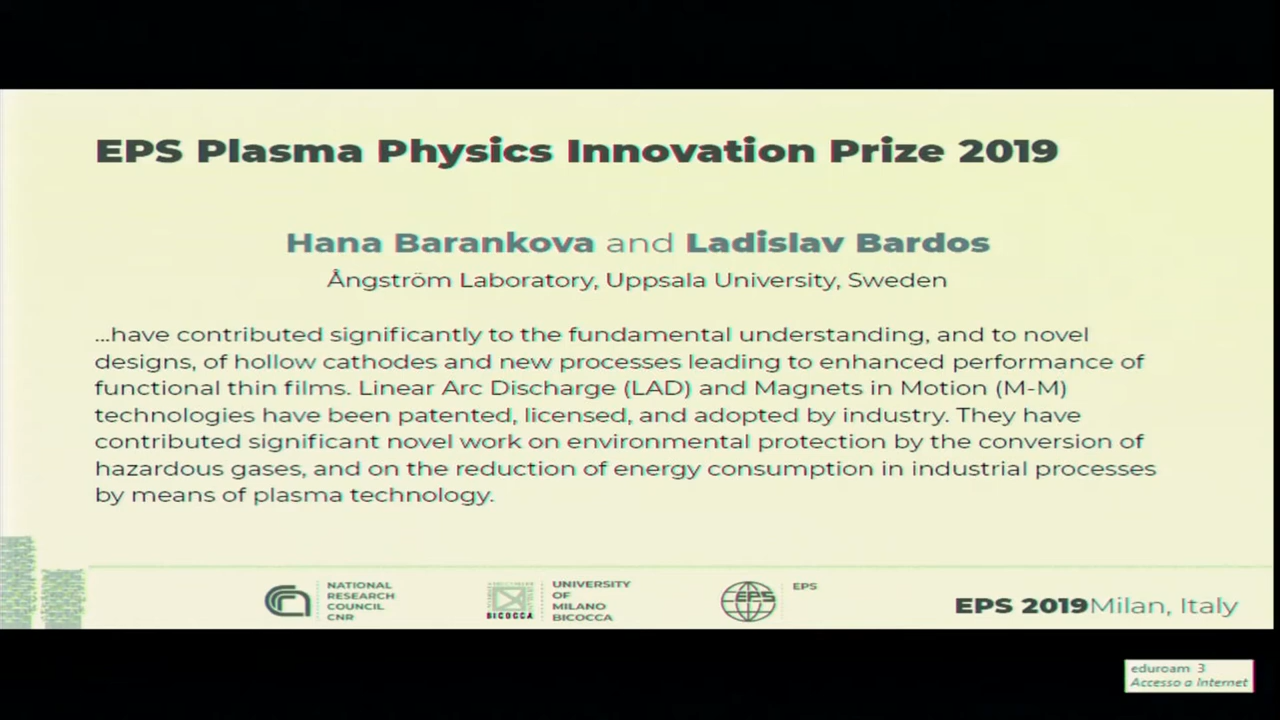 EPS Plasma Physics Innovation Prize 2019
Hana Barankova and Ladislav Bardos
Ångström Laboratory, Uppsala University, Sweden
...have contributed significantly to the fundamental understanding, and to novel
designs, of hollow cathodes and new processes leading to enhanced performance of
functional thin films. Linear Arc Discharge (LAD) and Magnets in Motion (M-M)
technologies have been patented, licensed, and adopted by industry. They have
contributed significant novel work on environmental protection by the conversion of
hazardous gases, and on the reduction of energy consumption in industrial processes
by means of plasma technology.
NATIONAL
RESEARCH
COUNCIL
CNR
BICOCCA
UNIVERSITY
OF
MILANO
BICOCCA
EPS
EPS
EPS 2019 Milan, Italy
eduroam 3
Accesso a Internet